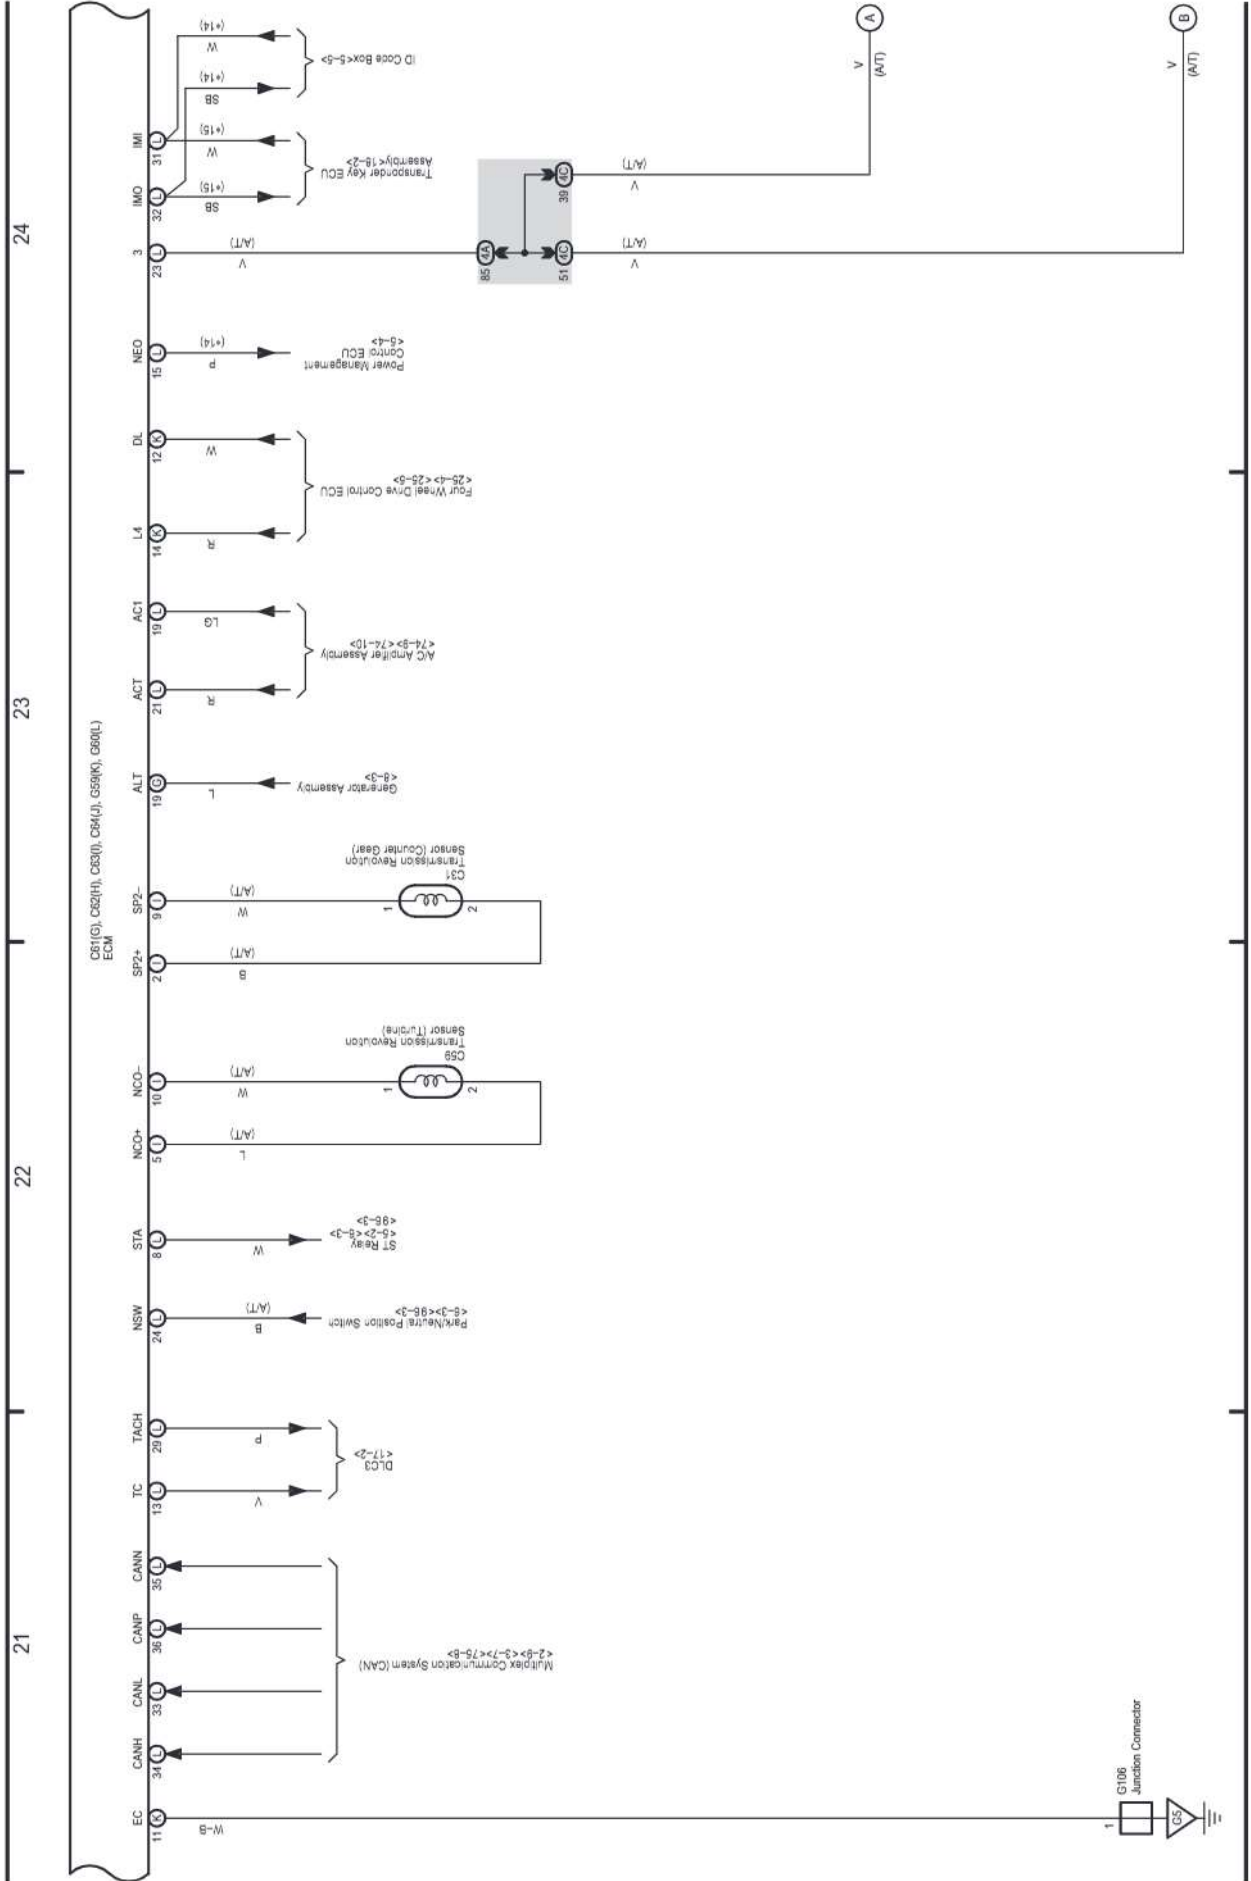 21
22
23
24
C61(G), C62(H), C63(I), C64(J), G59(K), G60(L)
ECM
EC
11 K
W-B
CANH
34 L
CANL
33 L
CANP
36 L
CANN
35 L
Multiplex Communication System (CAN)
<2-9><3-7><75-8>
TC
13 L
V
TACH
29 L
P
DLC3
<17-2>
NSW
24 L
B
(A/T)
Park/Neutral Position Switch
<6-3><96-3>
STA
8 L
W
ST Relay
<5-2><6-3>
<96-3>
NCO+
5 I
L
(A/T)
NCO-
10 I
W
(A/T)
1
2
C59
Transmission Revolution
Sensor (Turbine)
SP2+
2 I
B
(A/T)
SP2-
9 I
W
(A/T)
1
2
C31
Transmission Revolution
Sensor (Counter Gear)
ALT
19 G
L
Generator Assembly
<8-3>
ACT
21 L
R
AC1
19 L
LG
A/C Amplifier Assembly
<74-9><74-10>
L4
14 K
R
DL
12 K
W
Four Wheel Drive Control ECU
<25-4><25-5>
NEO
15 L
P
(*14)
Power Management
Control ECU
<5-4>
3
23 L
V
(A/T)
85 4A
51 4C
39 4C
V
(A/T)
V
(A/T)
IMO
32 L
SB
(*15)
IMI
31 L
W
(*15)
Transponder Key ECU
Assembly<18-2>
SB
(*14)
W
(*14)
ID Code Box<5-5>
V
(A/T)
A
V
(A/T)
B
1
G106
Junction Connector
G5